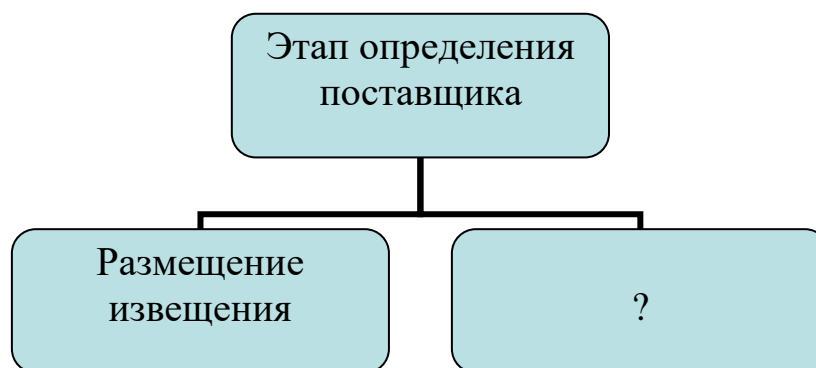 Этап определения
поставщика
Размещение
извещения
?